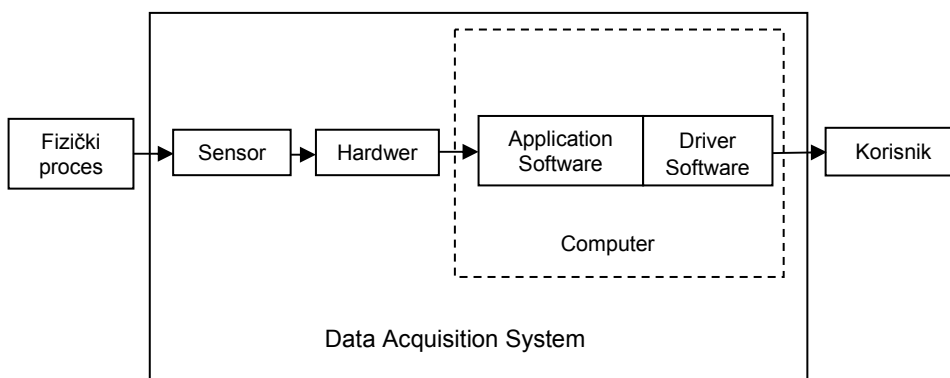 Fizički
proces
Sensor
Hardwer
Application
Software
Driver
Software
Korisnik
Computer
Data Acquisition System